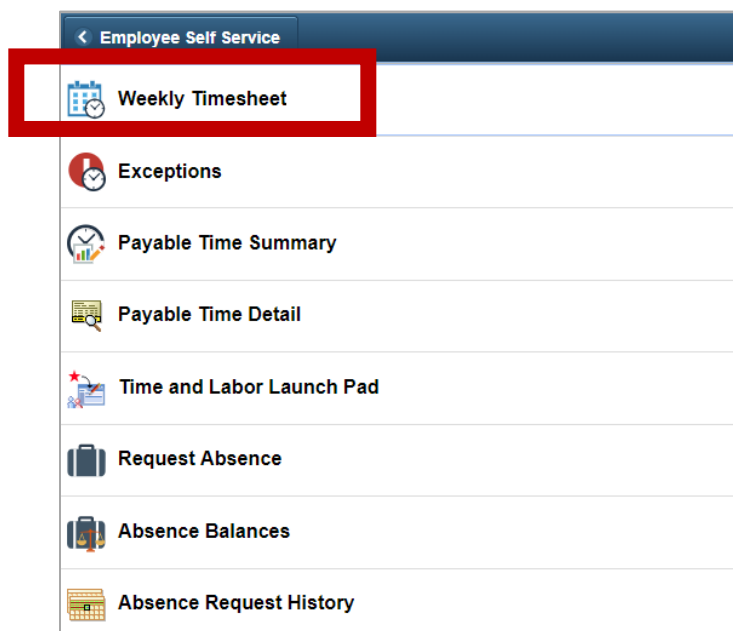 Employee Self Service
Weekly Timesheet
Exceptions
Payable Time Summary
Payable Time Detail
Time and Labor Launch Pad
Request Absence
Absence Balances
Absence Request History